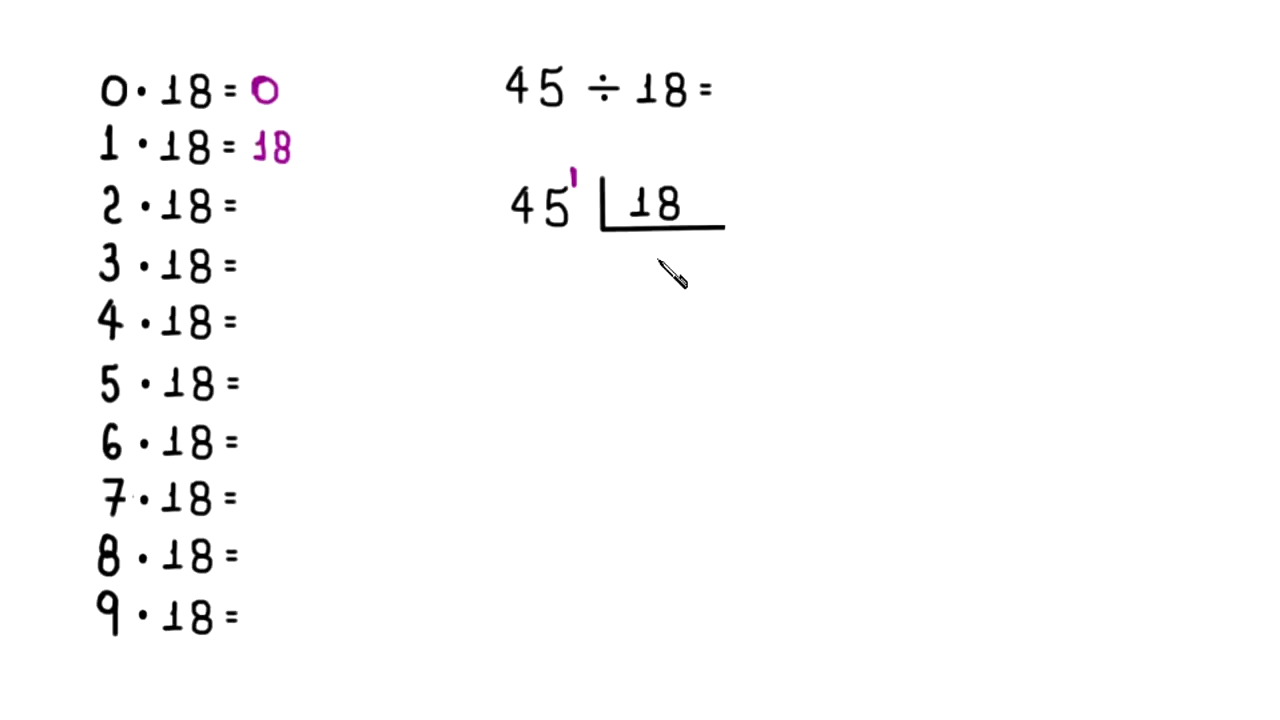 0 · 18 = 0
1 · 18 = 18
2 · 18 =
3 · 18 =
4 · 18 =
5 · 18 =
6 · 18 =
7 · 18 =
8 · 18 =
9 · 18 =
45 ÷ 18 =
45' 18